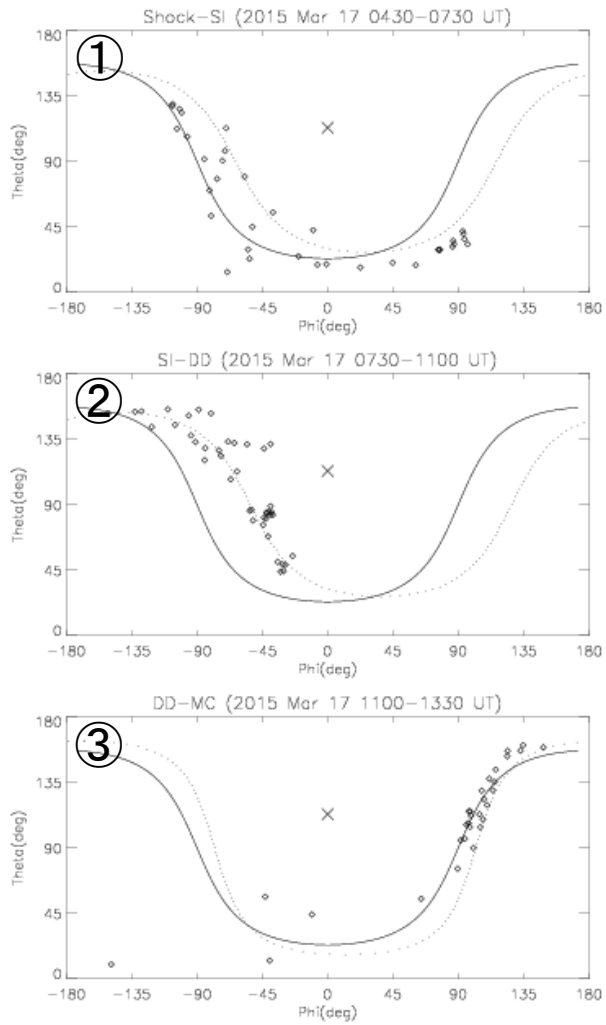 Shock-SI (2015 Mar 17 0430-0730 UT)
①
180
135
90
45
0
Theta(deg)
-180 -135 -90 -45 0 45 90 135 180
Phi(deg)
SI-DD (2015 Mar 17 0730-1100 UT)
②
180
135
90
45
0
Theta(deg)
-180 -135 -90 -45 0 45 90 135 180
Phi(deg)
DD-MC (2015 Mar 17 1100-1330 UT)
③
180
135
90
45
0
Theta(deg)
-180 -135 -90 -45 0 45 90 135 180
Phi(deg)